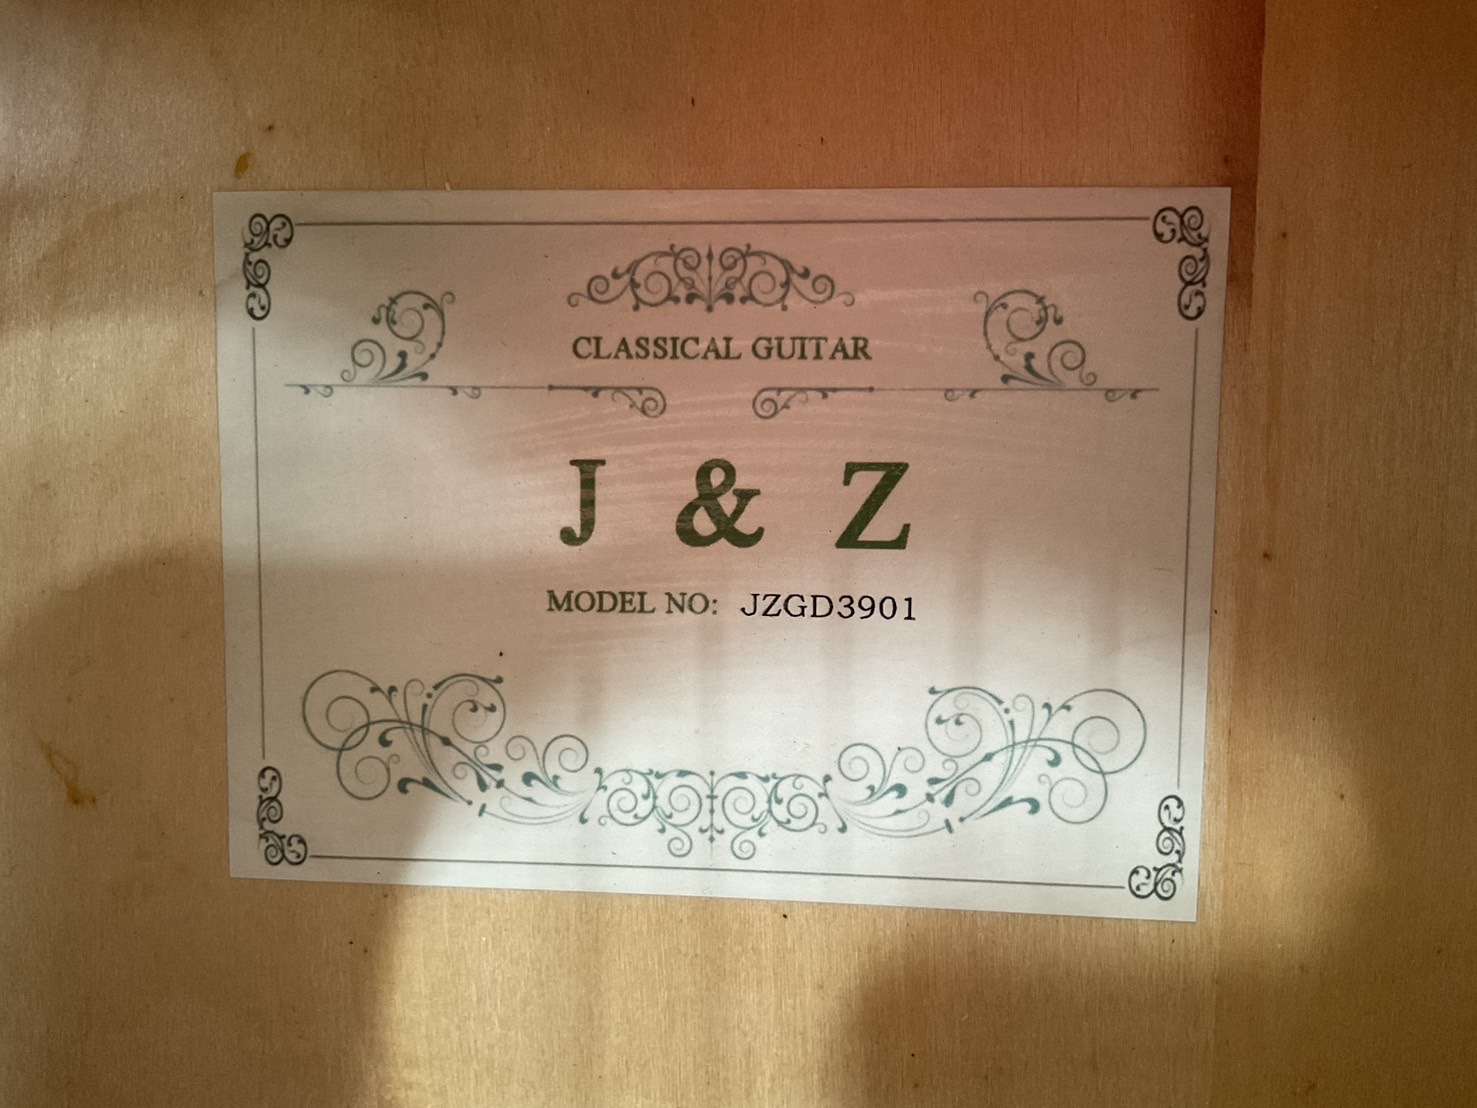 CLASSICAL GUITAR
J & Z
MODEL NO: JZGD3901